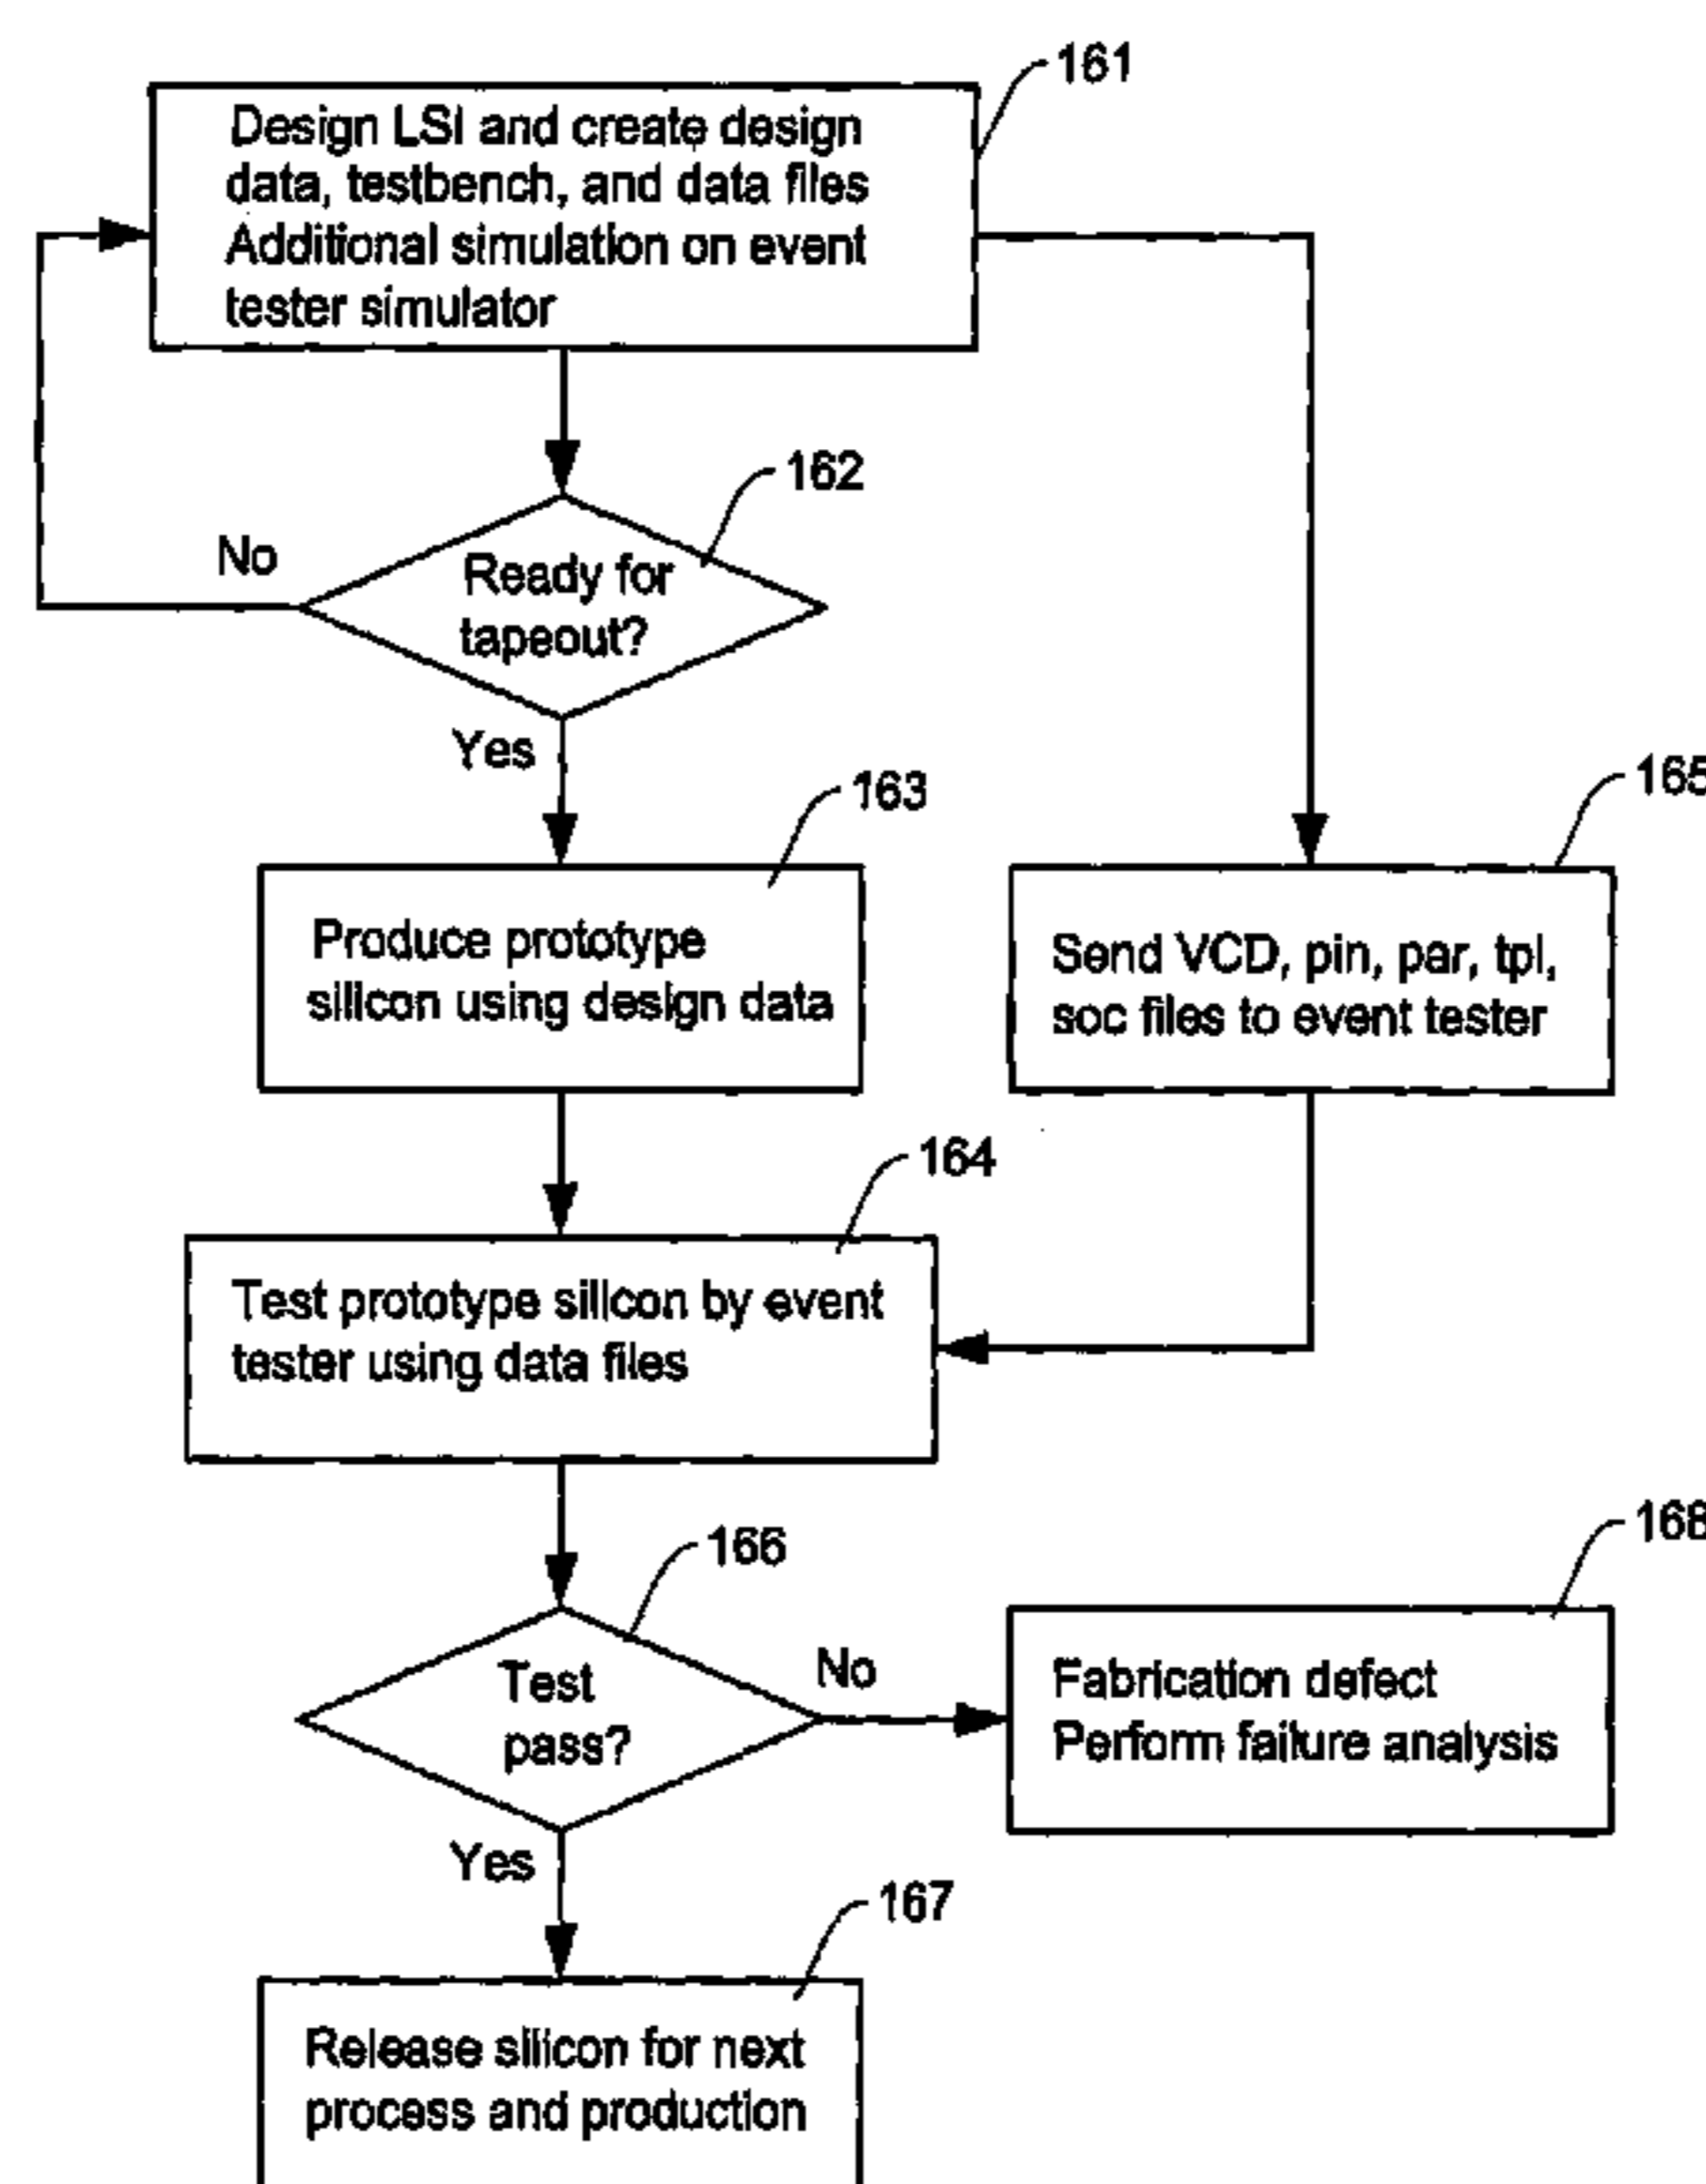 161
Design LSI and create design
data, testbench, and data files
Additional simulation on event
tester simulator
162
No
Ready for
tapeout?
Yes
163
165
Produce prototype
silicon using design data
Send VCD, pin, par, tpl,
soc files to event tester
164
Test prototype silicon by event
tester using data files
166
168
Test
pass?
No
Fabrication defect
Perform failure analysis
Yes
167
Release silicon for next
process and production